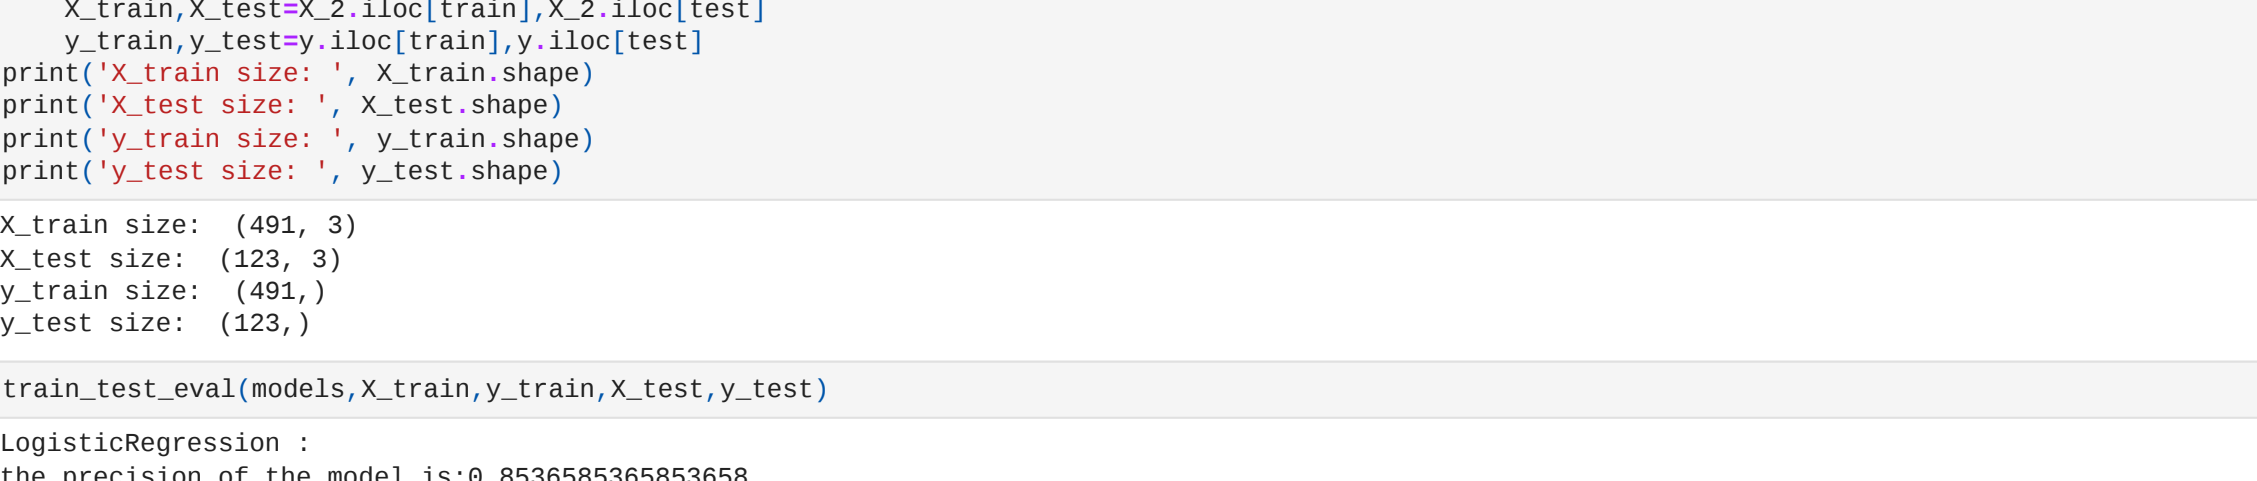 X_train,X_test=X_2.iloc[train],X_2.iloc[test]
    y_train,y_test=y.iloc[train],y.iloc[test]
print('X_train size: ', X_train.shape)
print('X_test size: ', X_test.shape)
print('y_train size: ', y_train.shape)
print('y_test size: ', y_test.shape)
X_train size:  (491, 3)
X_test size:  (123, 3)
y_train size:  (491,)
y_test size:  (123,)
train_test_eval(models,X_train,y_train,X_test,y_test)
LogisticRegression :
the precision of the model is:0.8536585365853658